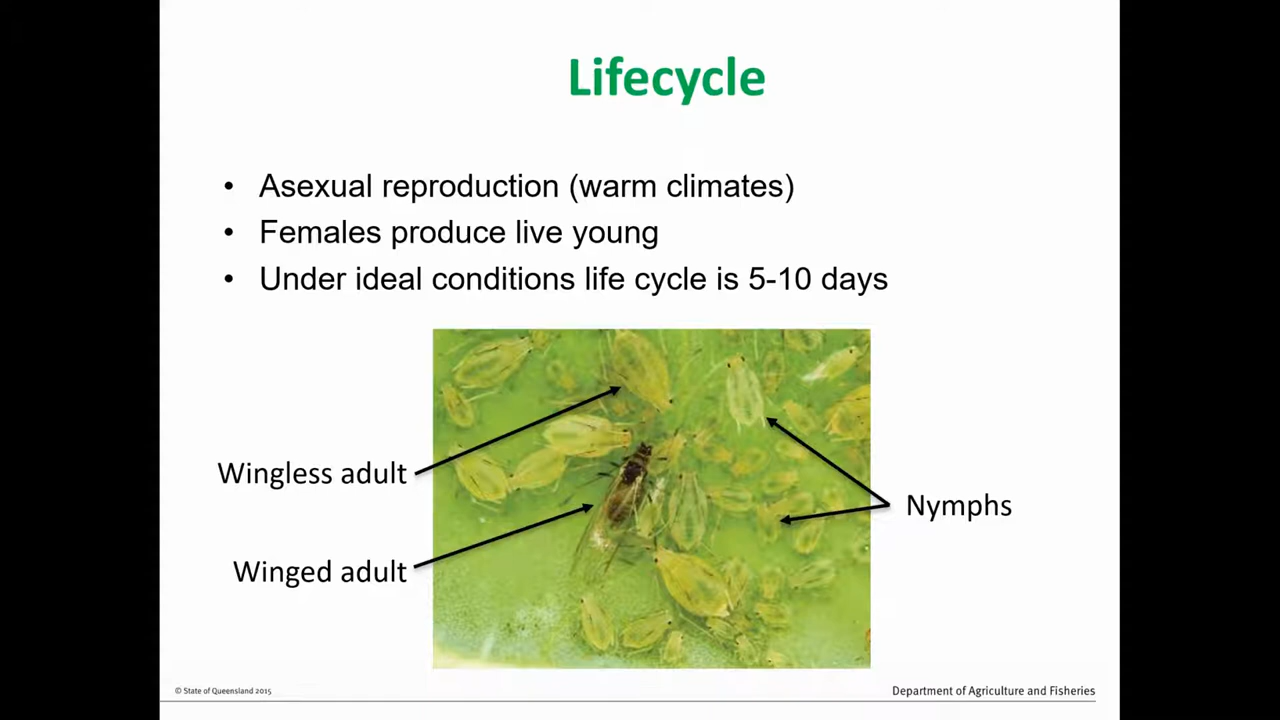 Lifecycle
• Asexual reproduction (warm climates)
• Females produce live young
• Under ideal conditions life cycle is 5-10 days
Wingless adult
Nymphs
Winged adult
© State of Queensland 2015
Department of Agriculture and Fisheries